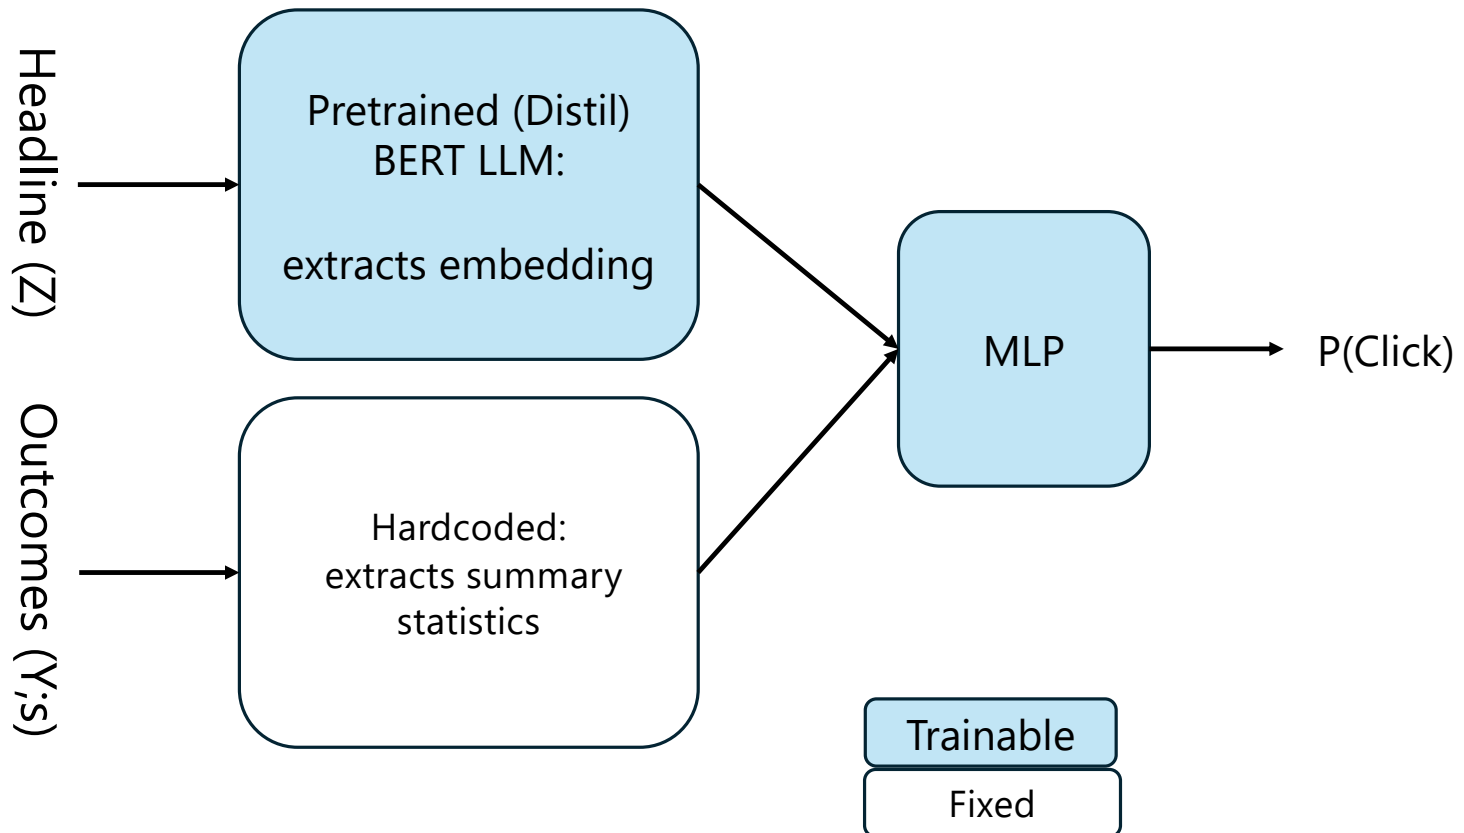 Headline (Z)
Pretrained (Distil)
BERT LLM:
extracts embedding
MLP
P(Click)
Outcomes (Y;s)
Hardcoded:
extracts summary
statistics
Trainable
Fixed